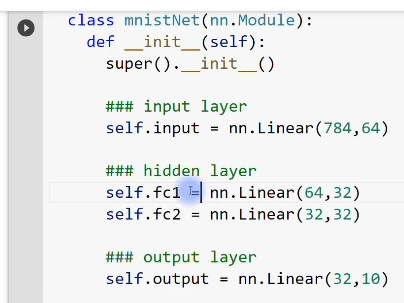 class mnistNet(nn.Module):
def __init__(self):
super().__init__()
### input layer
self.input = nn.Linear(784,64)
### hidden layer
self.fc1 = nn.Linear(64,32)
self.fc2 = nn.Linear(32,32)
### output layer
self.output = nn.Linear(32,10)